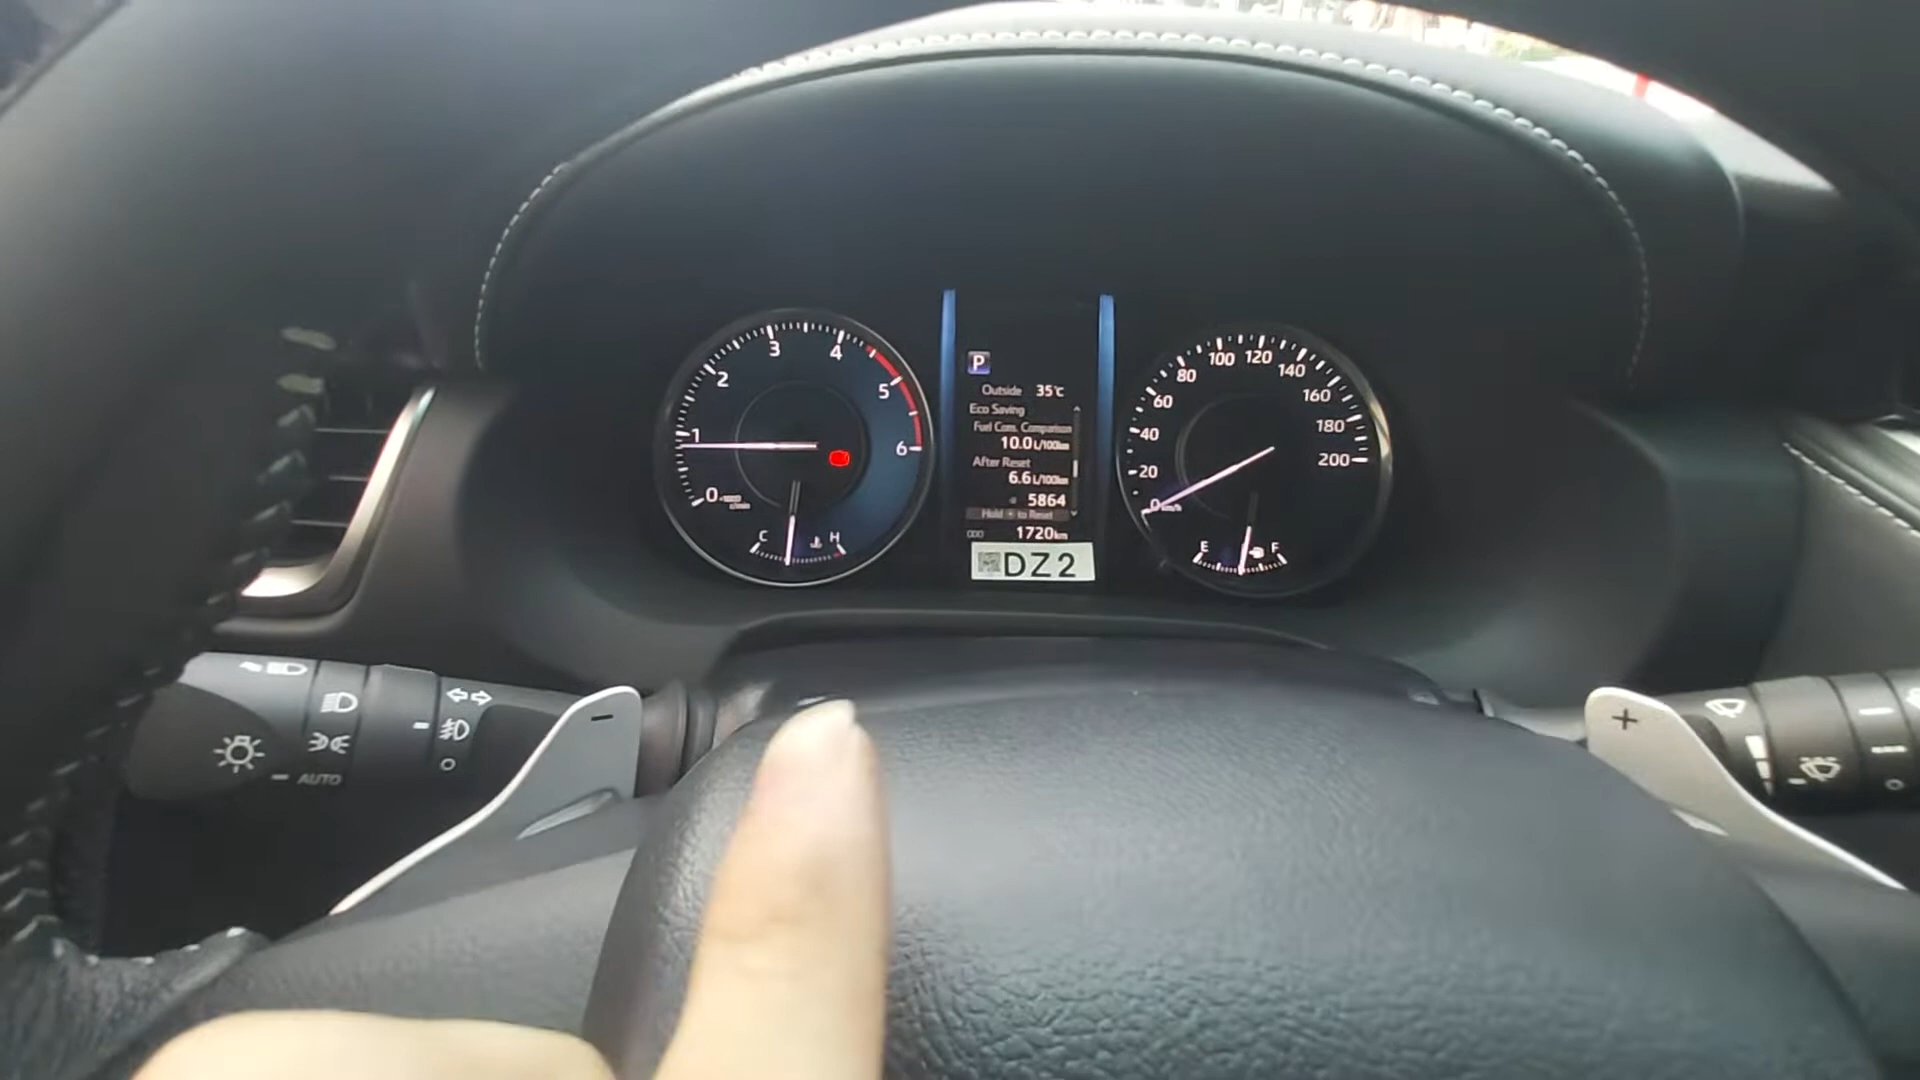 0 1 2 3 4 5 6
C H
P
Outside 35°C
Eco Saving
Fuel Con. Comparison
10.0 L/100km
After Reset
6.6 L/100km
5864
Hold to Reset
ODO 1720km
DZ2
0 km/h 20 40 60 80 100 120 140 160 180 200
E F
AUTO
−
+